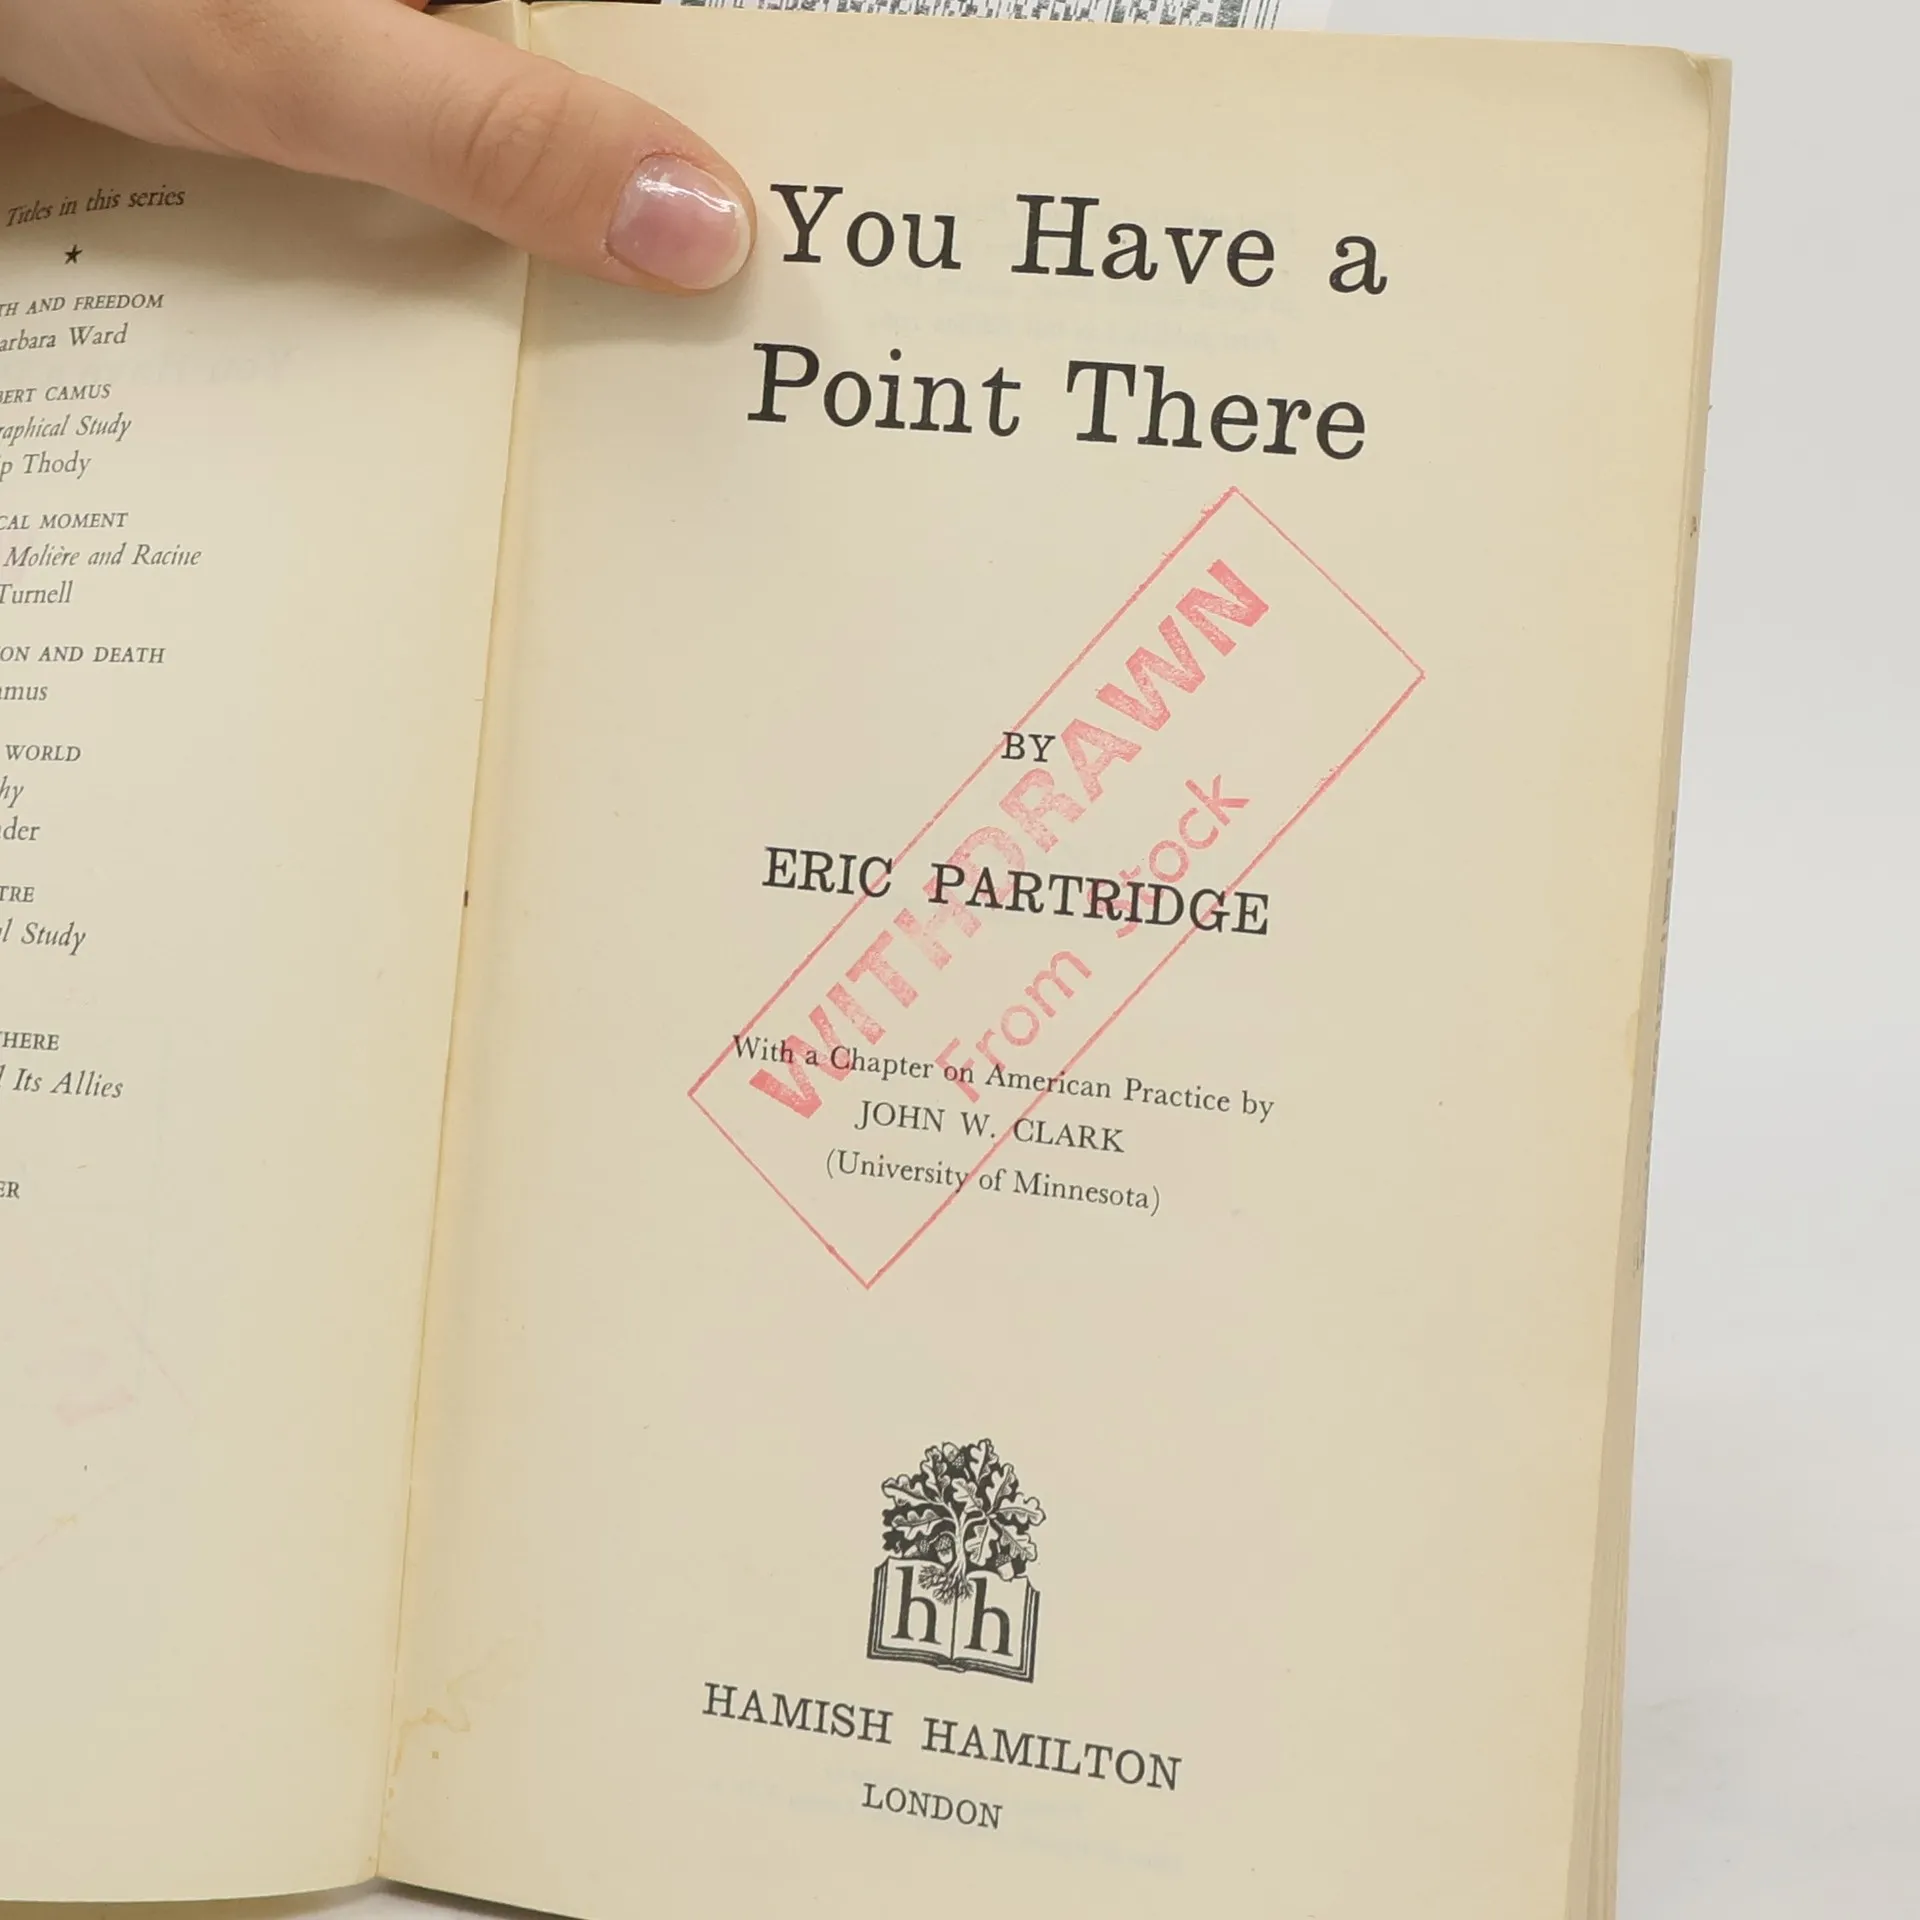 Titles in this series
★
AND FREEDOM
Ward
CAMUS
Study
Thody
MOMENT
Molière and Racine
Turnell
AND DEATH
WORLD
Study
Its Allies
You Have a
Point There
BY
ERIC PARTRIDGE
With a Chapter on American Practice by
JOHN W. CLARK
(University of Minnesota)
WITHDRAWN
From Stock
h h
HAMISH HAMILTON
LONDON